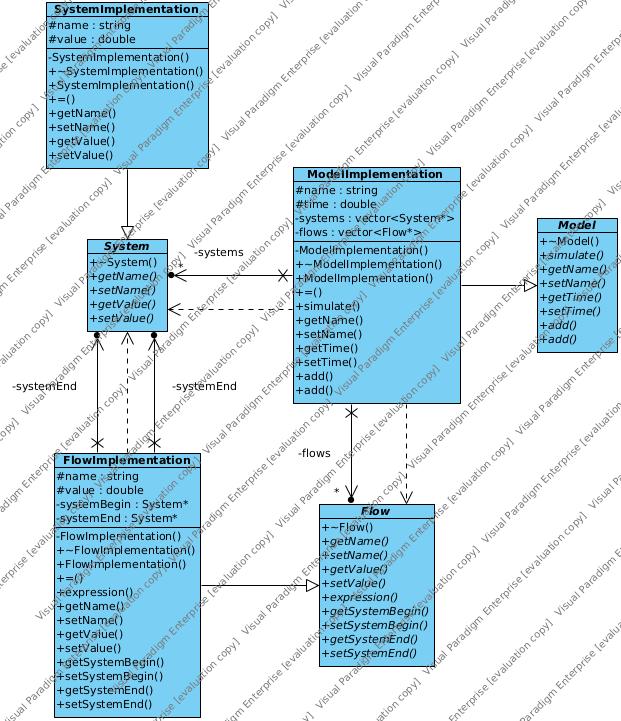 SystemImplementation
#name : string
#value : double
-SystemImplementation()
+~SystemImplementation()
+SystemImplementation()
+=()
+getName()
+setName()
+getValue()
+setValue()
System
+~System()
+getName()
+setName()
+getValue()
+setValue()
-systems
*
ModelImplementation
#name : string
#time : double
-systems : vector<System*>
-flows : vector<Flow*>
-ModelImplementation()
+~ModelImplementation()
+ModelImplementation()
+=()
+simulate()
+getName()
+setName()
+getTime()
+setTime()
+add()
+add()
Model
+~Model()
+simulate()
+getName()
+setName()
+getTime()
+setTime()
+add()
+add()
-systemEnd
-systemEnd
-flows
*
FlowImplementation
#name : string
#value : double
-systemBegin : System*
-systemEnd : System*
-FlowImplementation()
+~FlowImplementation()
+FlowImplementation()
+=()
+expression()
+getName()
+setName()
+getValue()
+setValue()
+getSystemBegin()
+setSystemBegin()
+getSystemEnd()
+setSystemEnd()
Flow
+~Flow()
+getName()
+setName()
+getValue()
+setValue()
+expression()
+getSystemBegin()
+setSystemBegin()
+getSystemEnd()
+setSystemEnd()
Visual Paradigm Enterprise [evaluation copy]